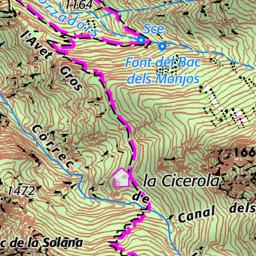 1164
Sce
Font del Bac
dels Monjos
l'Avet Gros
Còrrec
de
166
la Cicerola
1472
Canal dels
c de la Solana